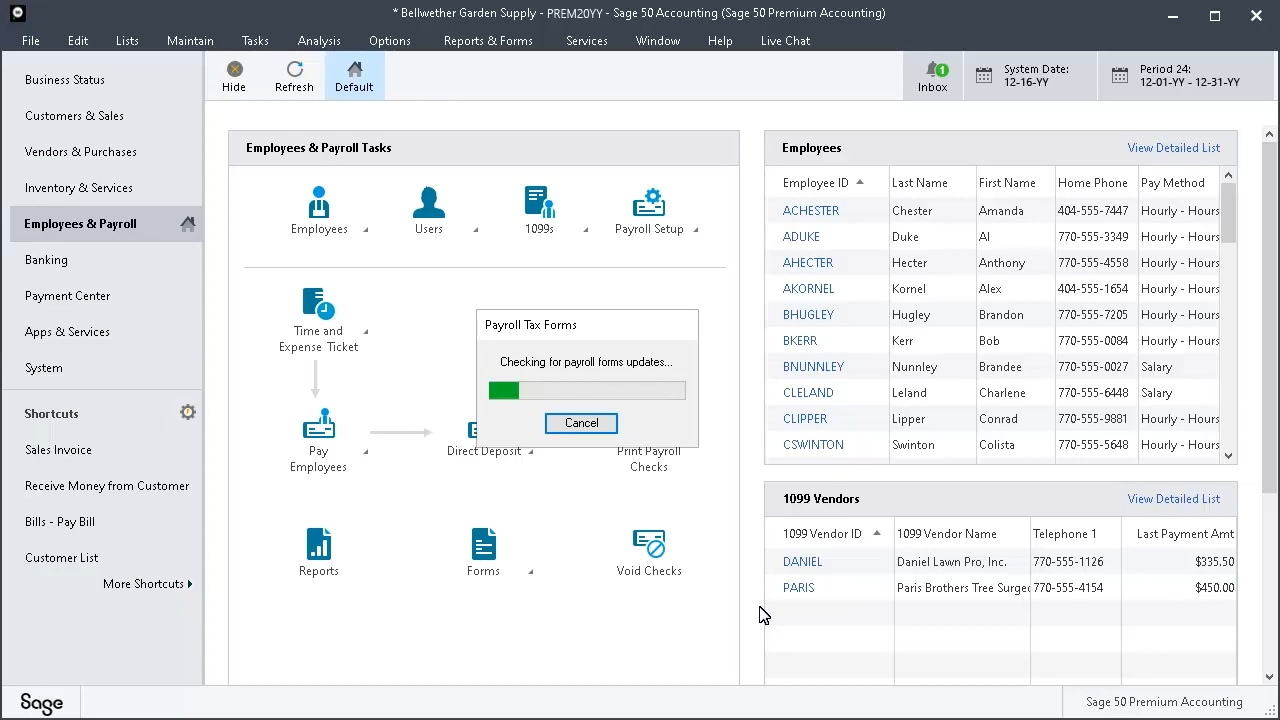 * Bellwether Garden Supply - PREM20YY - Sage 50 Accounting (Sage 50 Premium Accounting)
File Edit Lists Maintain Tasks Analysis Options Reports & Forms Services Window Help Live Chat
Business Status
Customers & Sales
Vendors & Purchases
Inventory & Services
Employees & Payroll
Banking
Payment Center
Apps & Services
System
Shortcuts
Sales Invoice
Receive Money from Customer
Bills - Pay Bill
Customer List
More Shortcuts
Hide Refresh Default
1
Inbox
System Date:
12-16-YY
Period 24:
12-01-YY - 12-31-YY
Employees & Payroll Tasks
Employees Users 1099s Payroll Setup
Time and
Expense Ticket
Pay
Employees
Direct Deposit
Print Payroll
Checks
Reports Forms Void Checks
Payroll Tax Forms
Checking for payroll forms updates...
Cancel
Employees View Detailed List
Employee ID Last Name First Name Home Phone Pay Method
ACHESTER Chester Amanda 404-555-7447 Hourly - Hours
ADUKE Duke Al 770-555-3349 Hourly - Hours
AHECTER Hecter Anthony 770-555-4558 Hourly - Hours
AKORNEL Kornel Alex 404-555-1654 Hourly - Hours
BHUGLEY Hugley Brandon 770-555-7205 Hourly - Hours
BKERR Kerr Bob 770-555-0084 Hourly - Hours
BNUNNLEY Nunnley Brandee 770-555-0027 Salary
CLELAND Leland Charlene 770-555-6448 Salary
CLIPPER Lipper Conrad 770-555-9881 Hourly - Hours
CSWINTON Swinton Colista 770-555-5648 Hourly - Hours
1099 Vendors View Detailed List
1099 Vendor ID 1099 Vendor Name Telephone 1 Last Payment Amt
DANIEL Daniel Lawn Pro, Inc. 770-555-1126 $335.50
PARIS Paris Brothers Tree Surge 770-555-4154 $450.00
Sage
Sage 50 Premium Accounting